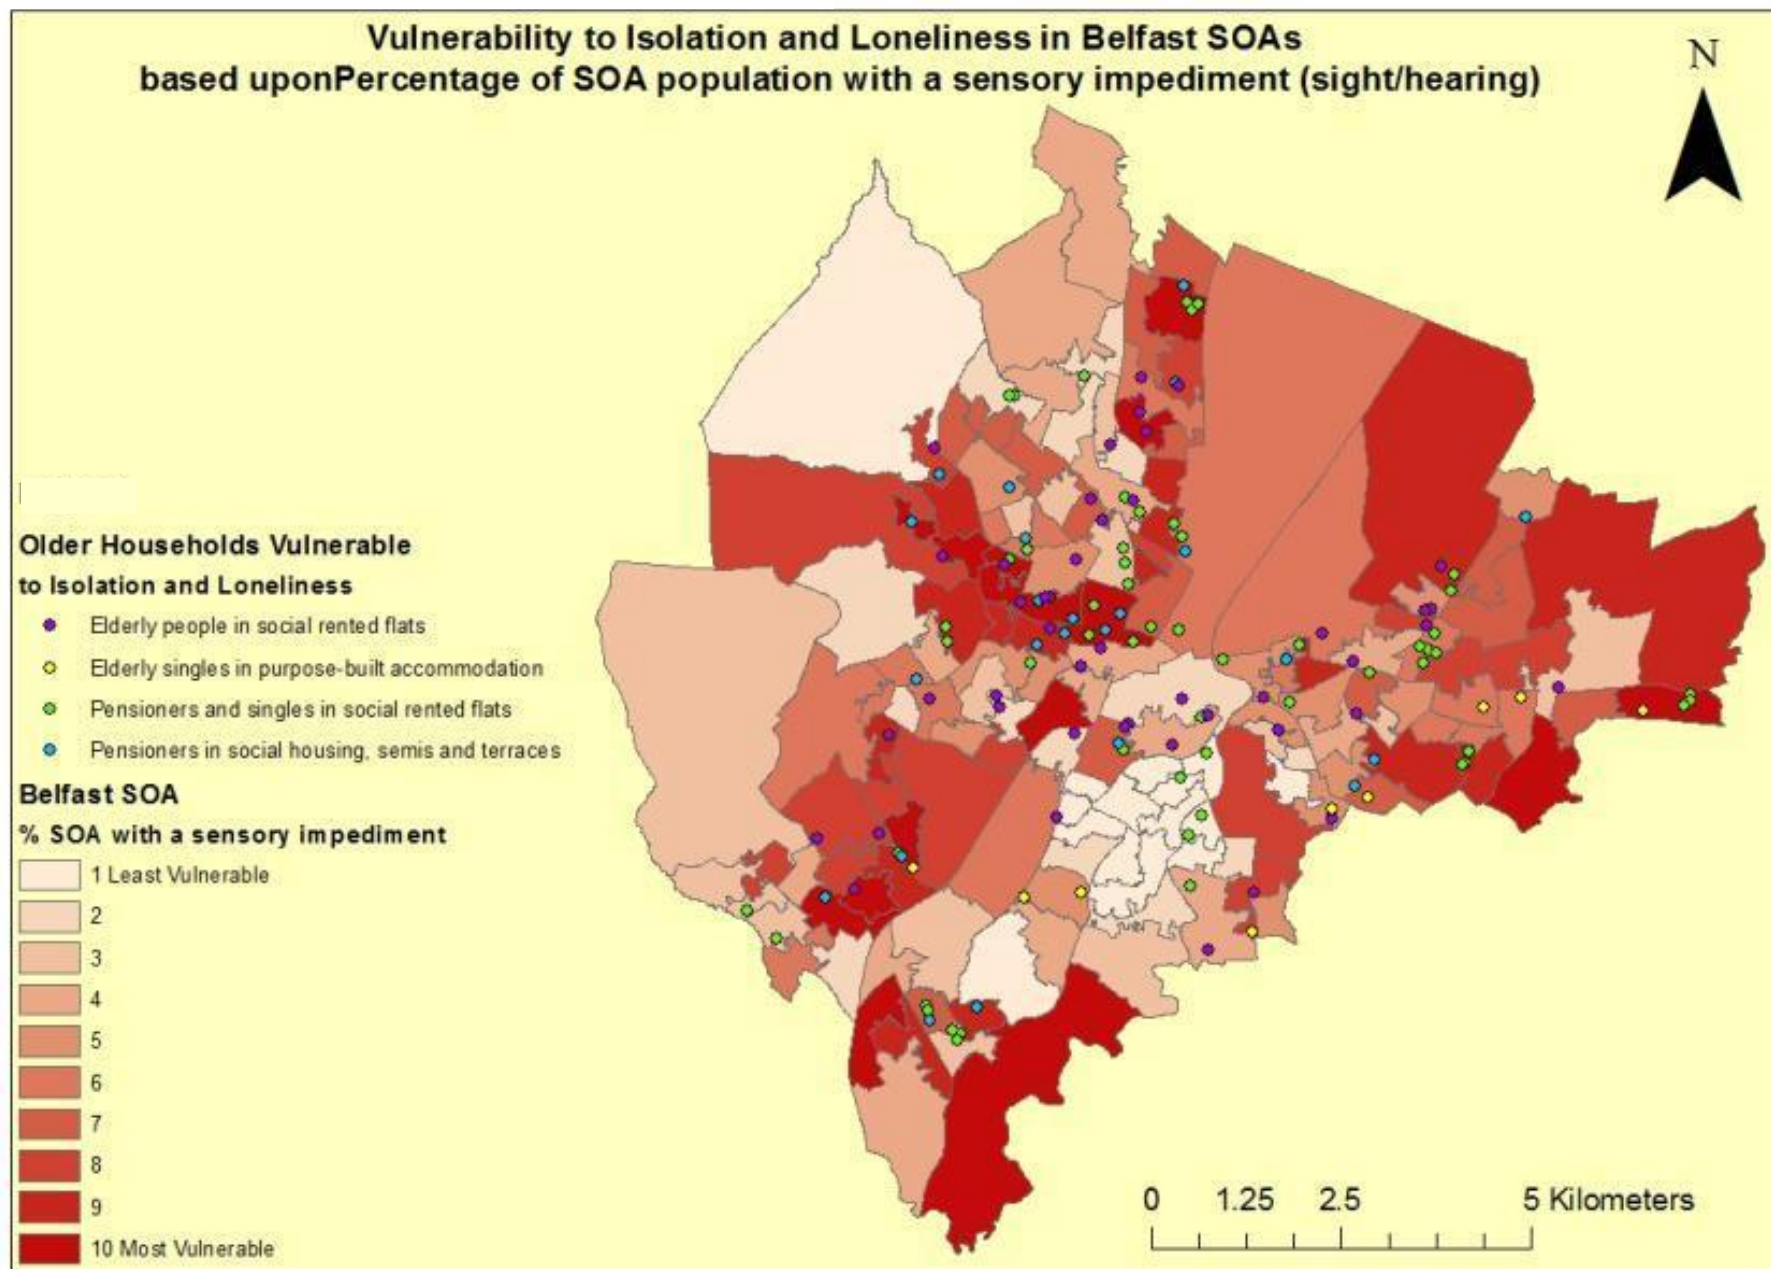 Vulnerability to Isolation and Loneliness in Belfast SOAs
based uponPercentage of SOA population with a sensory impediment (sight/hearing)
N
Older Households Vulnerable
to Isolation and Loneliness
Elderly people in social rented flats
Elderly singles in purpose-built accommodation
Pensioners and singles in social rented flats
Pensioners in social housing, semis and terraces
Belfast SOA
% SOA with a sensory impediment
1 Least Vulnerable
2
3
4
5
6
7
8
9
10 Most Vulnerable
0 1.25 2.5 5 Kilometers